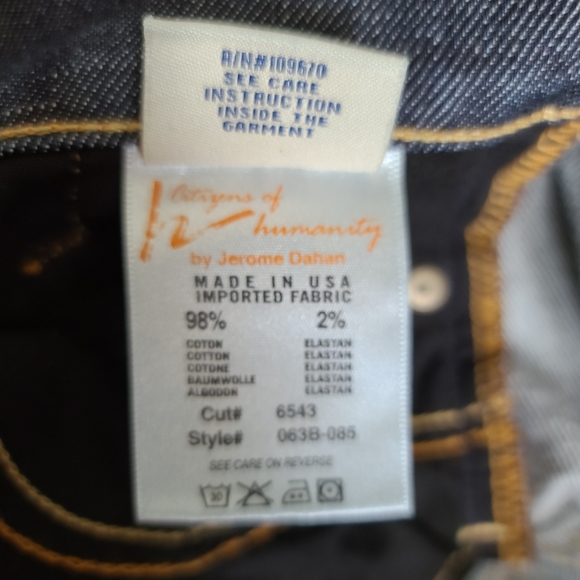 R/N#109670
SEE CARE
INSTRUCTION
INSIDE THE
GARMENT
Citizens of
humanity
by Jerome Dahan
MADE IN USA
IMPORTED FABRIC
98% 2%
COTON ELASTAN
COTTON ELASTAN
COTONE ELASTAN
BAUMWOLLE ELASTAN
ALGODON ELASTAN
Cut# 6543
Style# 063B-085
SEE CARE ON REVERSE
30